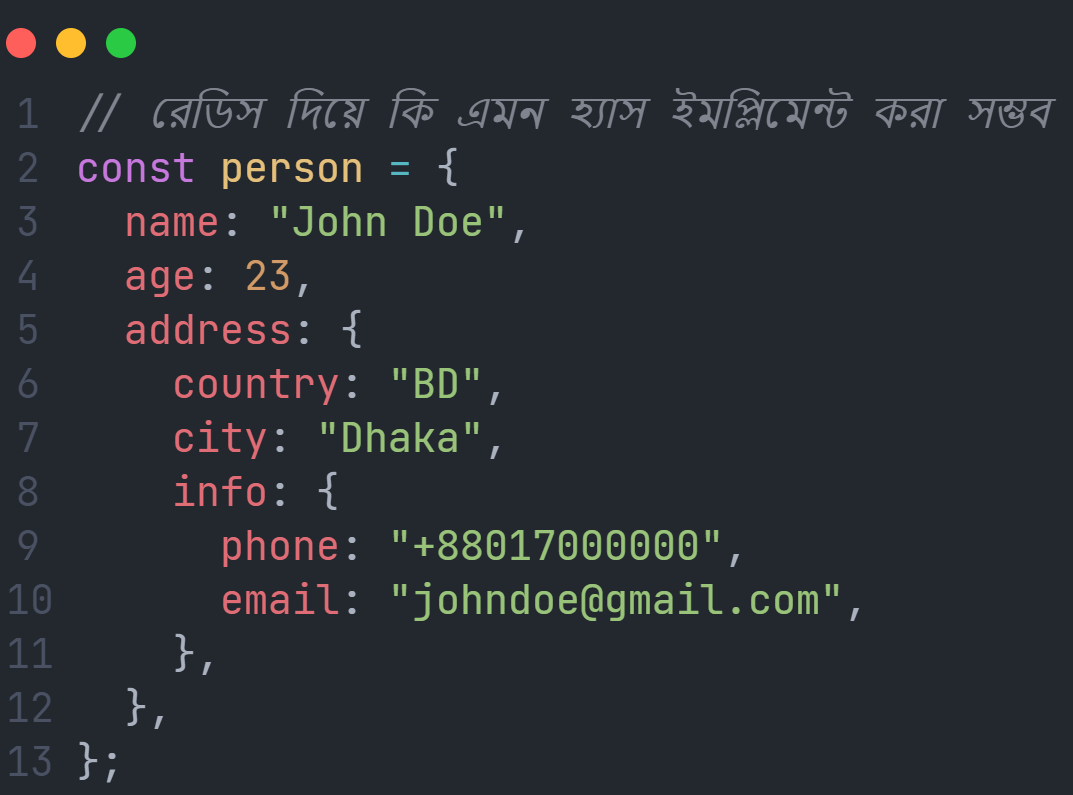 1 // রেডিস দিয়ে কি এমন হ্যাস ইমপ্লিমেন্ট করা সম্ভব
2 const person = {
3   name: "John Doe",
4   age: 23,
5   address: {
6     country: "BD",
7     city: "Dhaka",
8     info: {
9       phone: "+88017000000",
10       email: "johndoe@gmail.com",
11     },
12   },
13 };